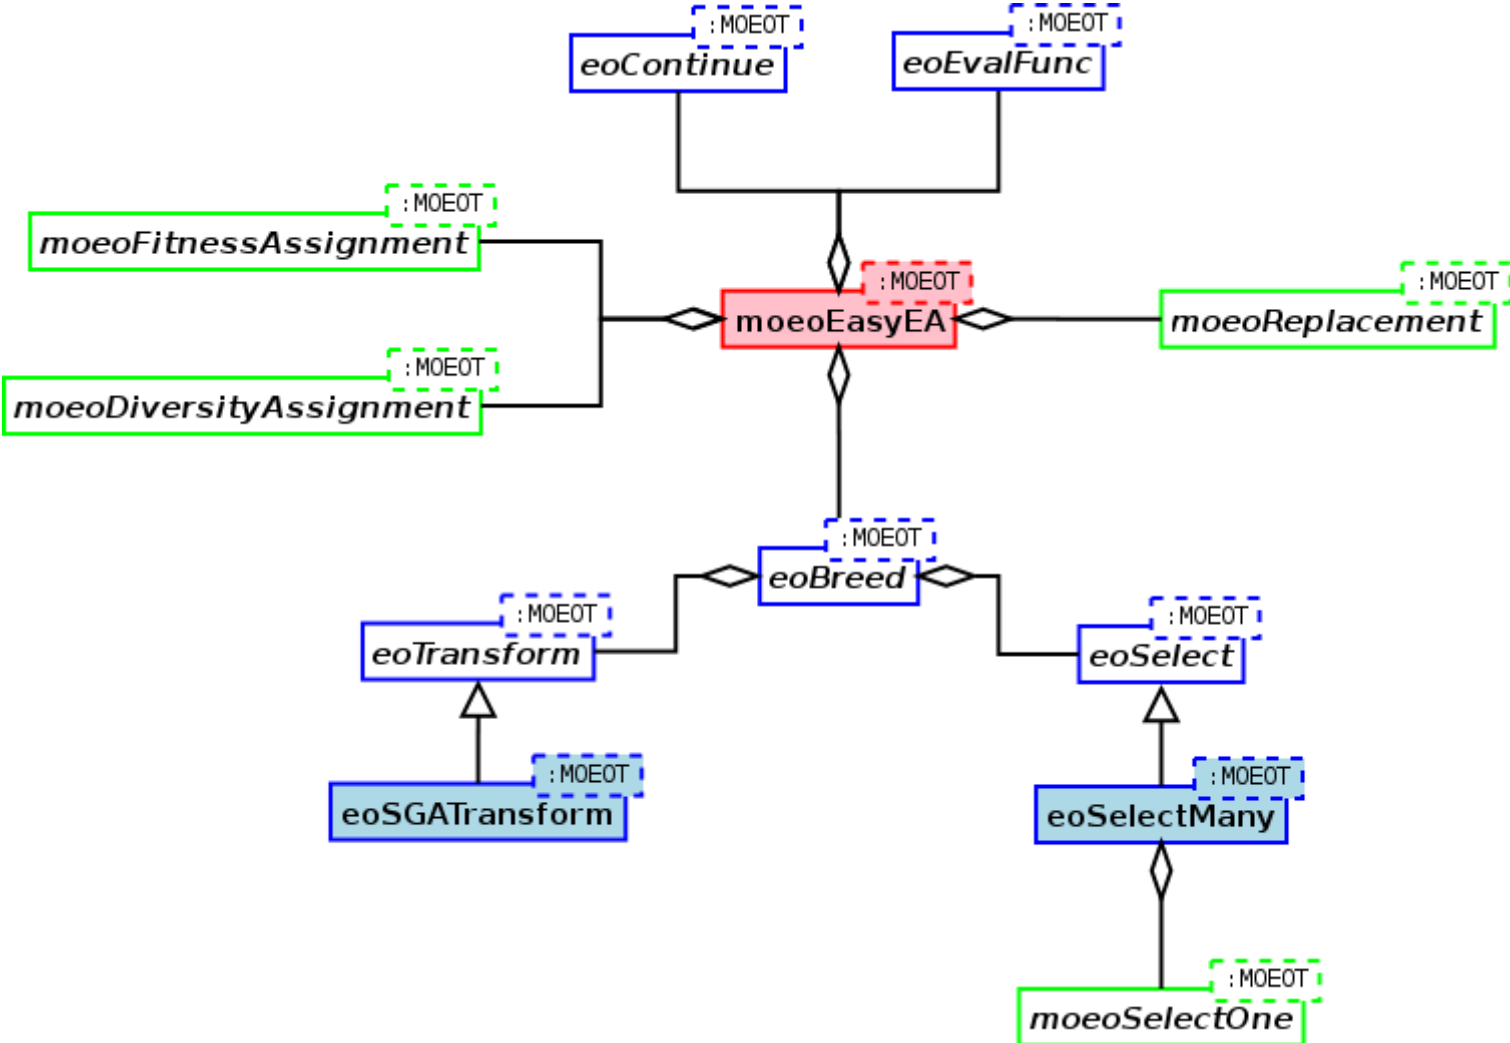 :MOEOT
eoContinue
:MOEOT
eoEvalFunc
:MOEOT
moeoFitnessAssignment
:MOEOT
moeoEasyEA
:MOEOT
moeoReplacement
:MOEOT
moeoDiversityAssignment
:MOEOT
eoBreed
:MOEOT
eoTransform
:MOEOT
eoSelect
:MOEOT
eoSGATransform
:MOEOT
eoSelectMany
:MOEOT
moeoSelectOne